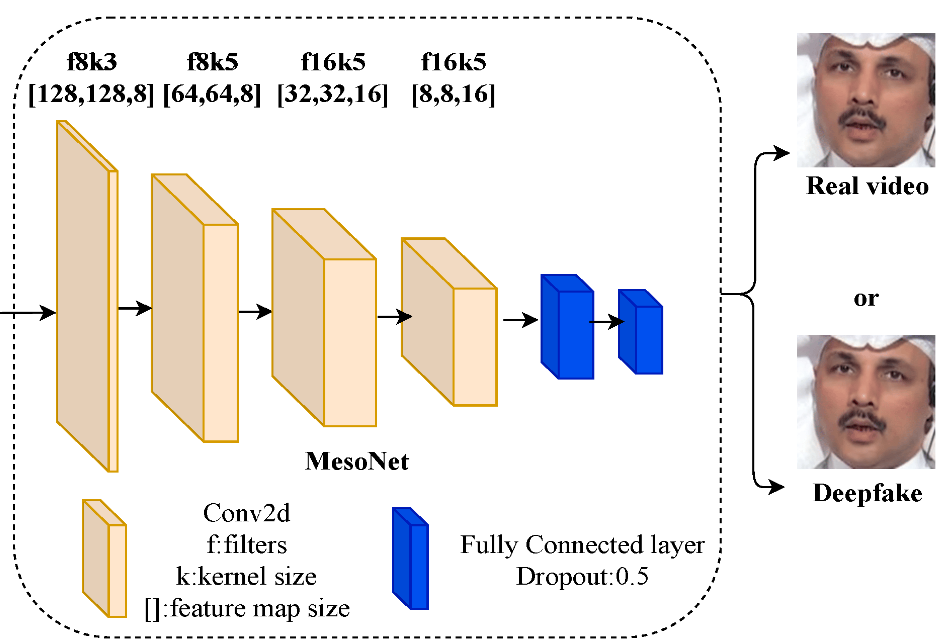 f8k3 f8k5 f16k5 f16k5
[128,128,8] [64,64,8] [32,32,16] [8,8,16]
Real video
or
MesoNet
Deepfake
Conv2d
f:filters
k:kernel size
[]:feature map size
Fully Connected layer
Dropout:0.5